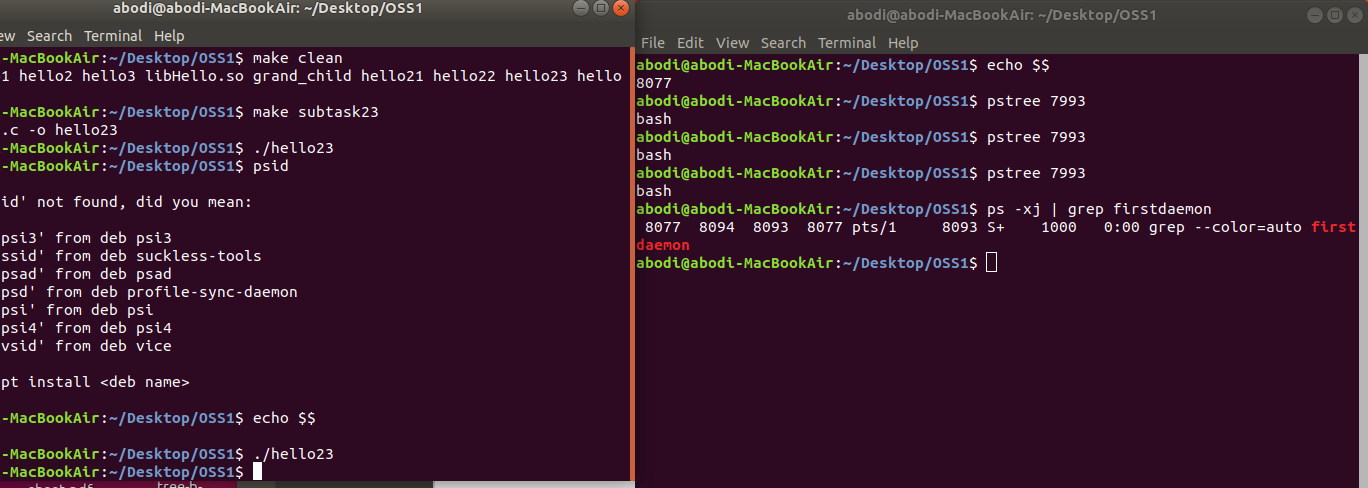 abodi@abodi-MacBookAir: ~/Desktop/OSS1
ew Search Terminal Help
-MacBookAir:~/Desktop/OSS1$ make clean
1 hello2 hello3 libHello.so grand_child hello21 hello22 hello23 hello
-MacBookAir:~/Desktop/OSS1$ make subtask23
.c -o hello23
-MacBookAir:~/Desktop/OSS1$ ./hello23
-MacBookAir:~/Desktop/OSS1$ psid
id' not found, did you mean:
psi3' from deb psi3
ssid' from deb suckless-tools
psad' from deb psad
psd' from deb profile-sync-daemon
psi' from deb psi
psi4' from deb psi4
vsid' from deb vice
pt install <deb name>
-MacBookAir:~/Desktop/OSS1$ echo $$
-MacBookAir:~/Desktop/OSS1$ ./hello23
-MacBookAir:~/Desktop/OSS1$
abodi@abodi-MacBookAir: ~/Desktop/OSS1
File Edit View Search Terminal Help
abodi@abodi-MacBookAir:~/Desktop/OSS1$ echo $$
8077
abodi@abodi-MacBookAir:~/Desktop/OSS1$ pstree 7993
bash
abodi@abodi-MacBookAir:~/Desktop/OSS1$ pstree 7993
bash
abodi@abodi-MacBookAir:~/Desktop/OSS1$ pstree 7993
bash
abodi@abodi-MacBookAir:~/Desktop/OSS1$ ps -xj | grep firstdaemon
8077 8094 8093 8077 pts/1 8093 S+ 1000 0:00 grep --color=auto first
daemon
abodi@abodi-MacBookAir:~/Desktop/OSS1$